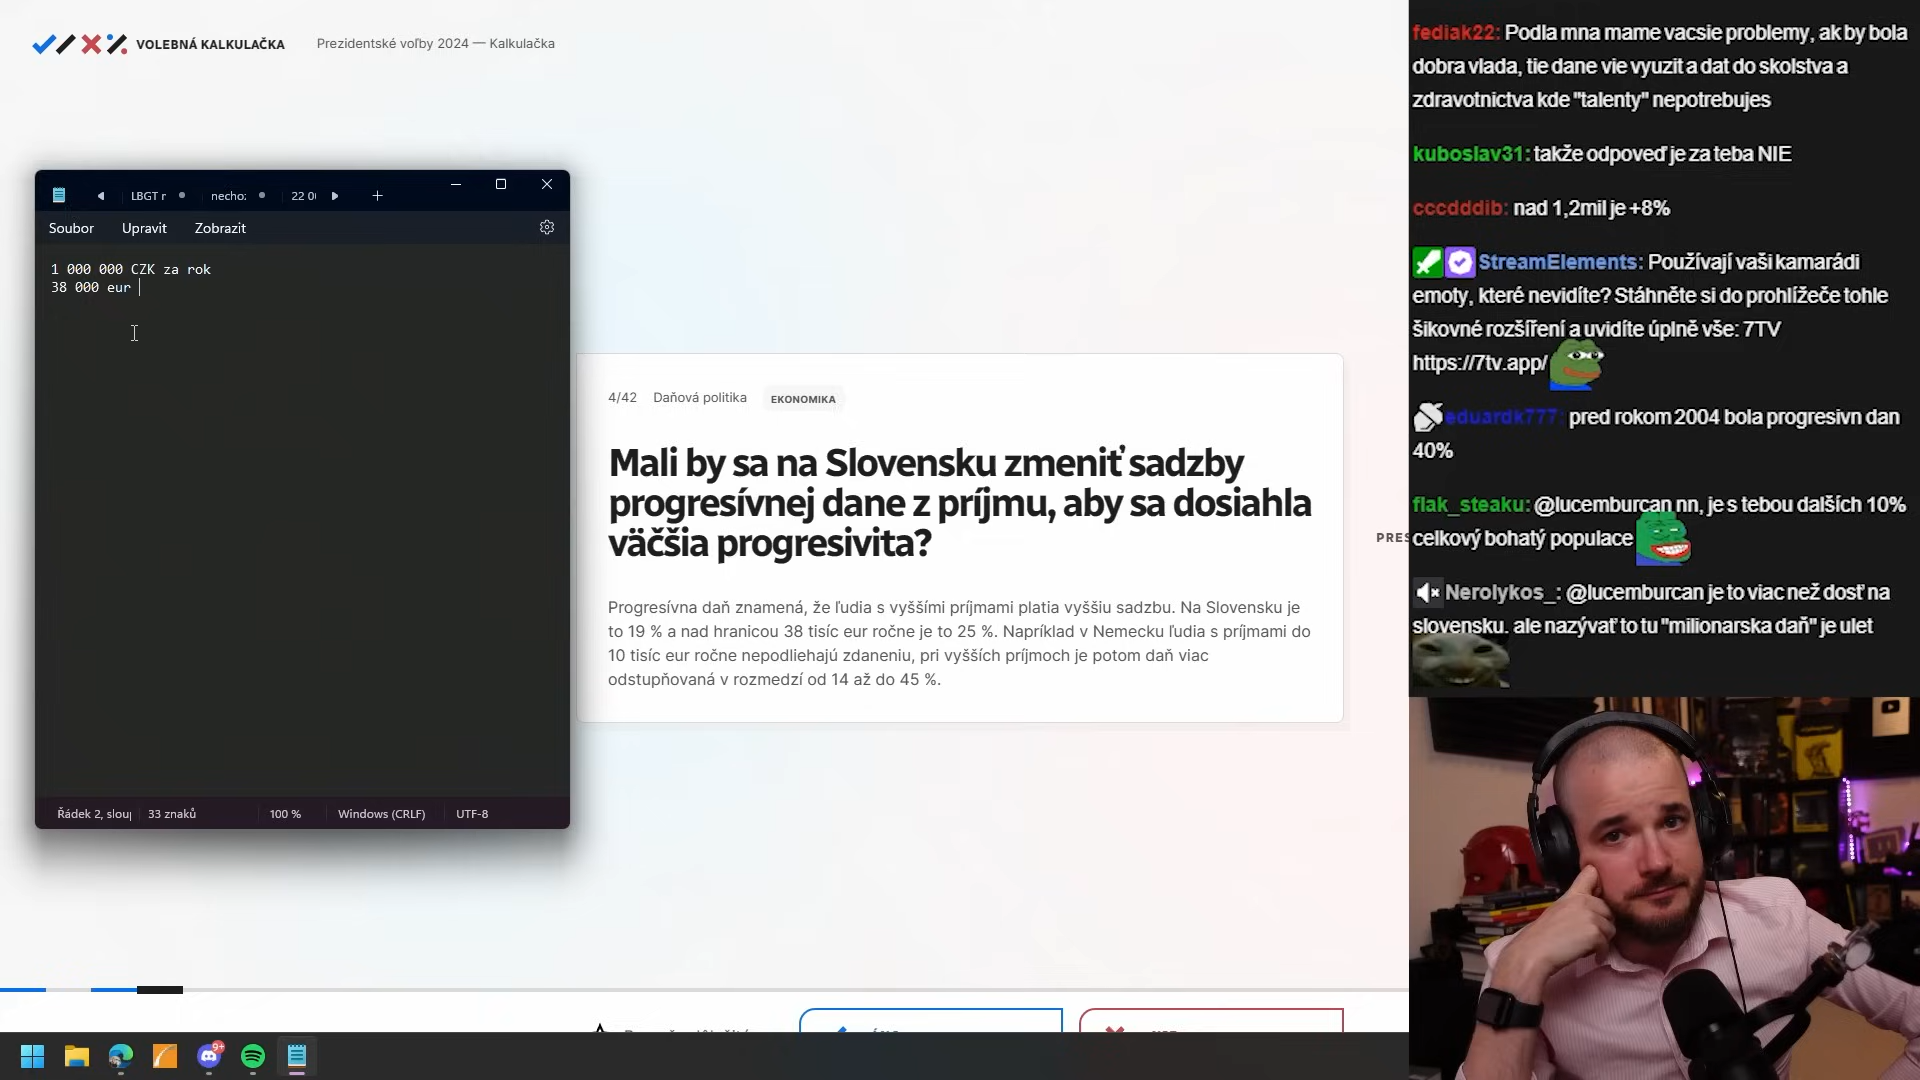 VOLEBNÁ KALKULAČKA
Prezidentské voľby 2024 — Kalkulačka
LBGT r
necho:
22 0
Soubor Upravit Zobrazit
1 000 000 CZK za rok
38 000 eur
Řádek 2, slou
33 znaků
100 %
Windows (CRLF)
UTF-8
4/42 Daňová politika EKONOMIKA
Mali by sa na Slovensku zmeniť sadzby
progresívnej dane z príjmu, aby sa dosiahla
väčšia progresivita?
Progresívna daň znamená, že ľudia s vyššími príjmami platia vyššiu sadzbu. Na Slovensku je
to 19 % a nad hranicou 38 tisíc eur ročne je to 25 %. Napríklad v Nemecku ľudia s príjmami do
10 tisíc eur ročne nepodliehajú zdaneniu, pri vyšších príjmoch je potom daň viac
odstupňovaná v rozmedzí od 14 až do 45 %.
PRES
fediak22: Podla mna mame vacsie problemy, ak by bola
dobra vlada, tie dane vie vyuzit a dat do skolstva a
zdravotnictva kde "talenty" nepotrebujes
kuboslav31: takže odpoveď je za teba NIE
cccdddib: nad 1,2mil je +8%
StreamElements: Používají vaši kamarádi
emoty, které nevidíte? Stáhněte si do prohlížeče tohle
šikovné rozšíření a uvidíte úplně vše: 7TV
https://7tv.app/
eduardk777: pred rokom 2004 bola progresivn dan
40%
flak_steaku: @lucemburcan nn, je s tebou dalších 10%
celkový bohatý populace
Nerolykos_: @lucemburcan je to viac než dosť na
slovensku. ale nazývať to tu "milionarska daň" je ulet
9+